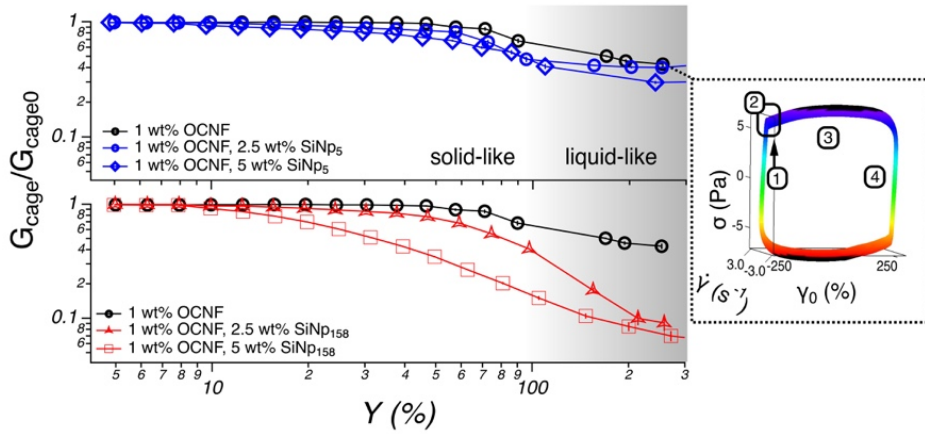 G_cage/G_cage0
1
8
6
4
2
0.1
8
6
1 wt% OCNF
1 wt% OCNF, 2.5 wt% SiNp₅
1 wt% OCNF, 5 wt% SiNp₅
solid-like
liquid-like
1
8
6
4
2
0.1
8
6
1 wt% OCNF
1 wt% OCNF, 2.5 wt% SiNp₁₅₈
1 wt% OCNF, 5 wt% SiNp₁₅₈
5 6 7 8 9 10 2 3 4 5 6 7 8 9 100 2 3
Y (%)
2
5
3
1
4
0
-5
σ (Pa)
3.0 -3.0 -250 250
γ̇ (s⁻¹)
γ₀ (%)